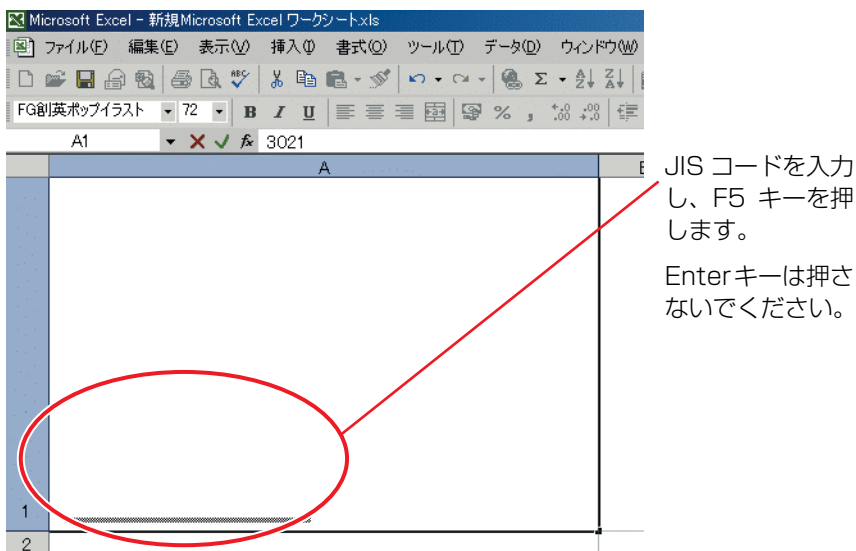 Microsoft Excel - 新規Microsoft Excel ワークシート.xls
ファイル(F) 編集(E) 表示(V) 挿入(I) 書式(O) ツール(T) データ(D) ウィンドウ(W)
FG創英ポップイラスト 72 B I U
A1 3021
A
1
2
JIS コードを入力
し、F5 キーを押
します。
Enterキーは押さ
ないでください。